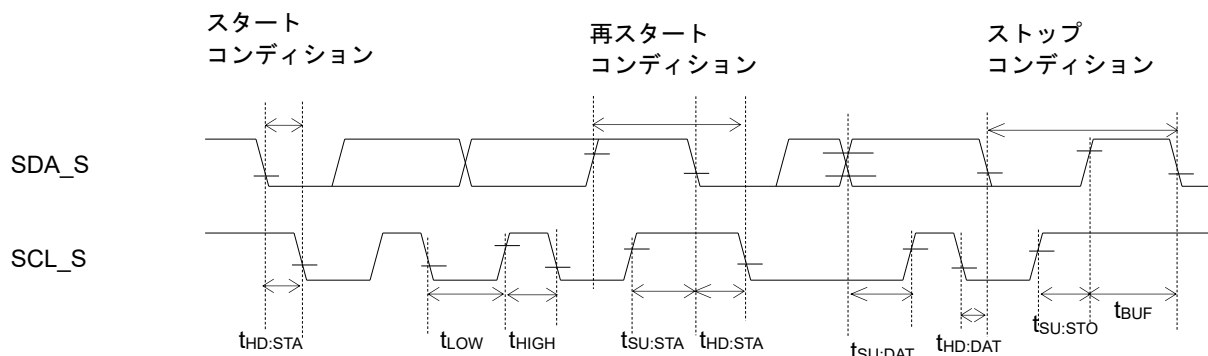 スタート
コンディション
再スタート
コンディション
ストップ
コンディション
SDA_S
SCL_S
tHD:STA
tLOW
tHIGH
tSU:STA
tHD:STA
tSU:DAT
tHD:DAT
tSU:STO
tBUF